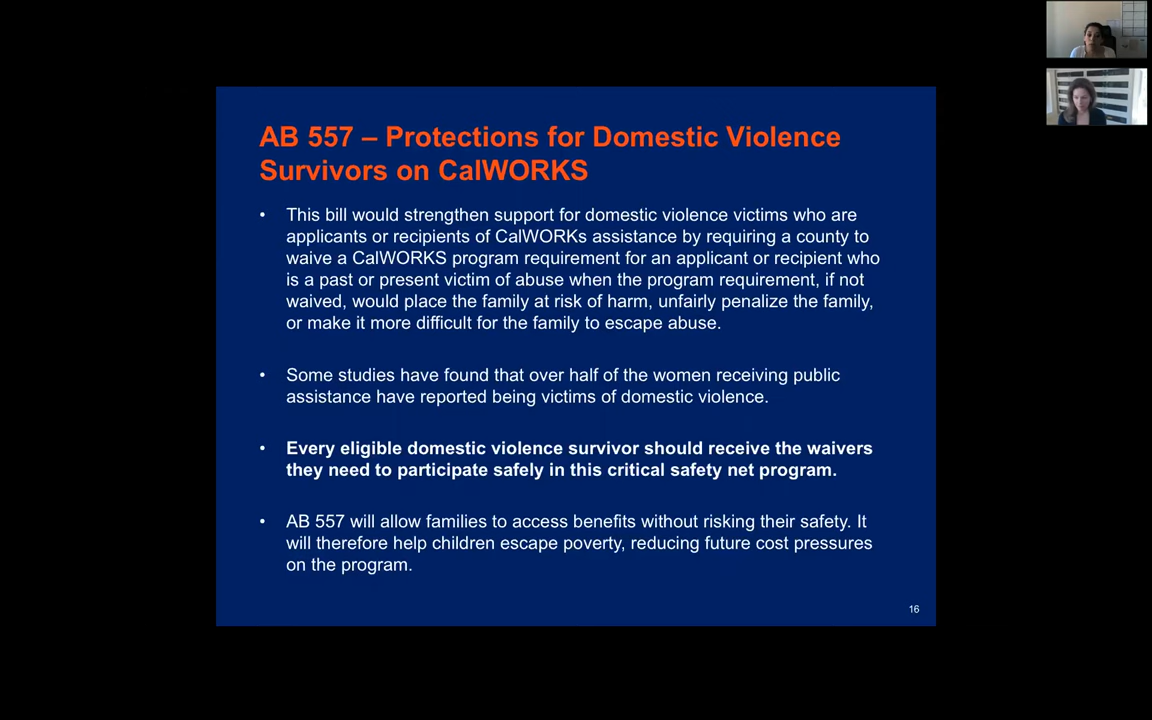 AB 557 – Protections for Domestic Violence
Survivors on CalWORKS
• This bill would strengthen support for domestic violence victims who are
applicants or recipients of CalWORKs assistance by requiring a county to
waive a CalWORKS program requirement for an applicant or recipient who
is a past or present victim of abuse when the program requirement, if not
waived, would place the family at risk of harm, unfairly penalize the family,
or make it more difficult for the family to escape abuse.
• Some studies have found that over half of the women receiving public
assistance have reported being victims of domestic violence.
• Every eligible domestic violence survivor should receive the waivers
they need to participate safely in this critical safety net program.
• AB 557 will allow families to access benefits without risking their safety. It
will therefore help children escape poverty, reducing future cost pressures
on the program.
16